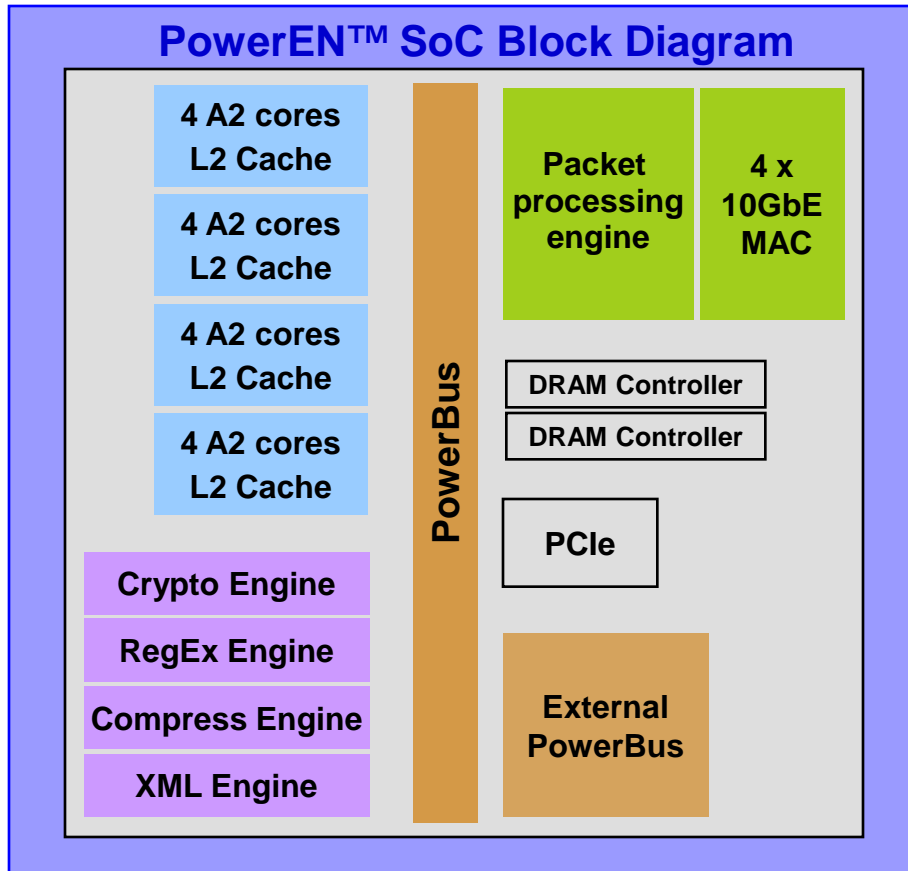 PowerEN™ SoC Block Diagram
4 A2 cores
L2 Cache
4 A2 cores
L2 Cache
4 A2 cores
L2 Cache
4 A2 cores
L2 Cache
Crypto Engine
RegEx Engine
Compress Engine
XML Engine
PowerBus
Packet
processing
engine
4 x
10GbE
MAC
DRAM Controller
DRAM Controller
PCIe
External
PowerBus